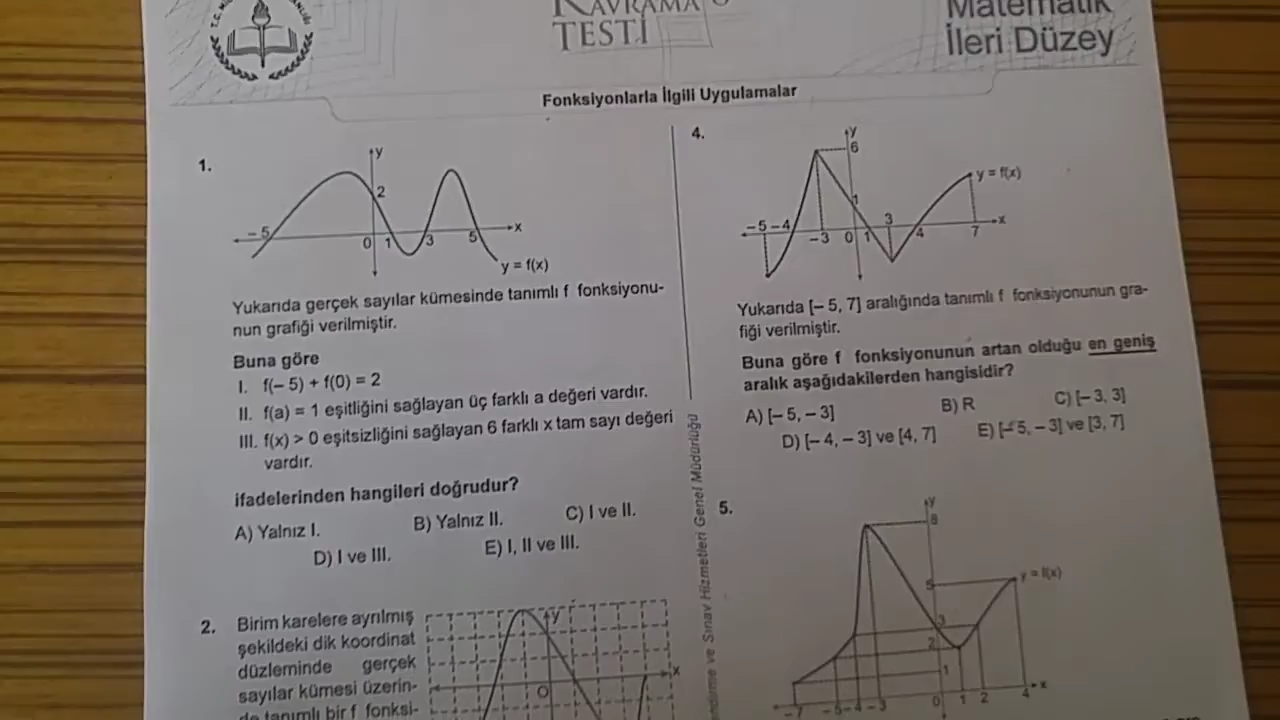 KAVRAMA
TESTİ
Matematik
İleri Düzey
Fonksiyonlarla İlgili Uygulamalar
1.
y
2
-5
0
1
3
5
x
y = f(x)
Yukarıda gerçek sayılar kümesinde tanımlı f fonksiyonu-
nun grafiği verilmiştir.
Buna göre
I. f(-5) + f(0) = 2
II. f(a) = 1 eşitliğini sağlayan üç farklı a değeri vardır.
III. f(x) > 0 eşitsizliğini sağlayan 6 farklı x tam sayı değeri
vardır.
ifadelerinden hangileri doğrudur?
A) Yalnız I.
B) Yalnız II.
C) I ve II.
D) I ve III.
E) I, II ve III.
2.
Birim karelere ayrılmış
şekildeki dik koordinat
düzleminde gerçek
sayılar kümesi üzerin-
de tanımlı bir f fonksi-
y
x
O
Sınav Hizmetleri Genel Müdürlüğü
4.
y
6
y = f(x)
1
-5 -4
3
x
-3 0 1
4
7
Yukarıda [-5, 7] aralığında tanımlı f fonksiyonunun gra-
fiği verilmiştir.
Buna göre f fonksiyonunun artan olduğu en geniş
aralık aşağıdakilerden hangisidir?
A) [-5, -3]
B) R
C) [-3, 3]
D) [-4, -3] ve [4, 7]
E) [-5, -3] ve [3, 7]
5.
y
8
5
y = f(x)
3
2
1
-7
-5 -4 -3
0
1
2
4
x